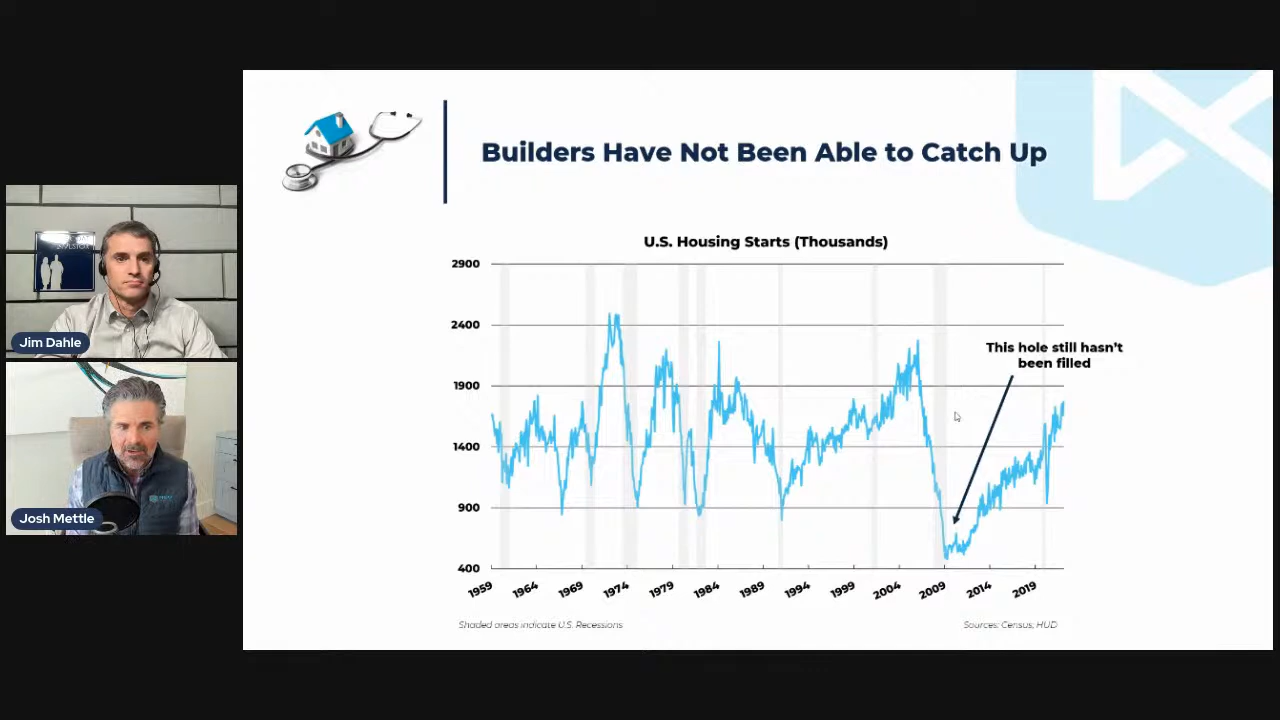 Builders Have Not Been Able to Catch Up
U.S. Housing Starts (Thousands)
2900
2400
1900
1400
900
400
This hole still hasn't
been filled
1959 1964 1969 1974 1979 1984 1989 1994 1999 2004 2009 2014 2019
Shaded areas indicate U.S. Recessions
Sources: Census, HUD
Jim Dahle
Josh Mettle